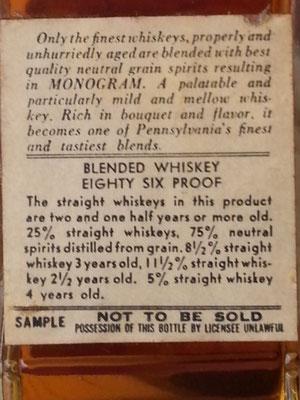 Only the finest whiskeys, properly and
unhurriedly aged are blended with best
quality neutral grain spirits resulting
in MONOGRAM. A palatable and
particularly mild and mellow whis-
key. Rich in bouquet and flavor, it
becomes one of Pennsylvania's finest
and tastiest blends.
BLENDED WHISKEY
EIGHTY SIX PROOF
The straight whiskeys in this product
are two and one half years or more old.
25% straight whiskeys, 75% neutral
spirits distilled from grain. 8½% straight
whiskey 3 years old, 11½% straight whis-
key 2½ years old. 5% straight whiskey
4 years old.
SAMPLE NOT TO BE SOLD
POSSESSION OF THIS BOTTLE BY LICENSEE UNLAWFUL